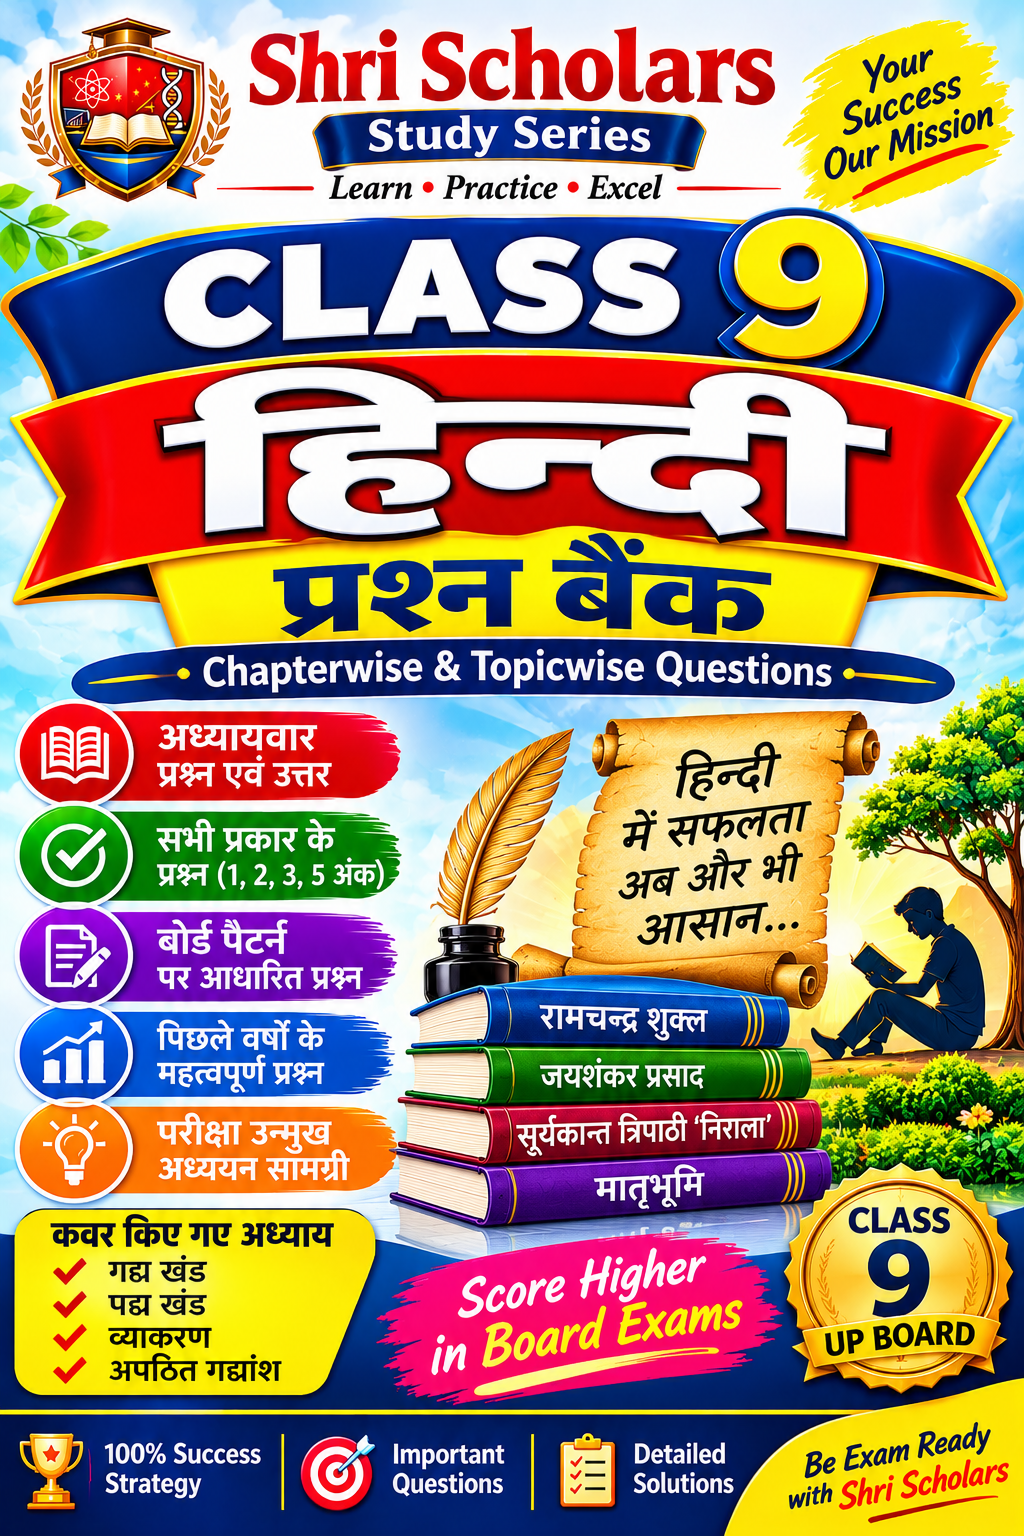 Shri Scholars
Study Series
Learn • Practice • Excel
Your
Success
Our Mission
CLASS 9
हिन्दी
प्रश्न बैंक
Chapterwise & Topicwise Questions
अध्यायवार
प्रश्न एवं उत्तर
सभी प्रकार के
प्रश्न (1, 2, 3, 5 अंक)
बोर्ड पैटर्न
पर आधारित प्रश्न
पिछले वर्षो के
महत्वपूर्ण प्रश्न
परीक्षा उन्मुख
अध्ययन सामग्री
हिन्दी
में सफलता
अब और भी
आसान...
रामचन्द्र शुक्ल
जयशंकर प्रसाद
सूर्यकान्त त्रिपाठी ‘निराला’
मातृभूमि
कवर किए गए अध्याय
गद्य खंड
पद्य खंड
व्याकरण
अपठित गद्यांश
Score Higher
in Board Exams
CLASS
9
UP BOARD
100% Success
Strategy
Important
Questions
Detailed
Solutions
Be Exam Ready
with Shri Scholars